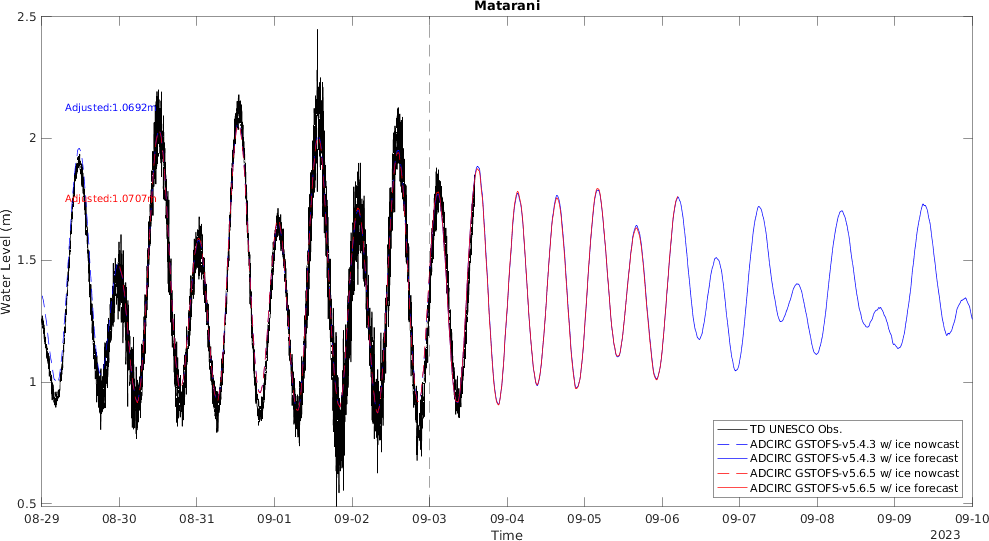 Matarani
2.5
Adjusted:1.0692m
2
Adjusted:1.0707m
1.5
1
0.5
Water Level (m)
TD UNESCO Obs.
ADCIRC GSTOFS-v5.4.3 w/ ice nowcast
ADCIRC GSTOFS-v5.4.3 w/ ice forecast
ADCIRC GSTOFS-v5.6.5 w/ ice nowcast
ADCIRC GSTOFS-v5.6.5 w/ ice forecast
08-29 08-30 08-31 09-01 09-02 09-03 09-04 09-05 09-06 09-07 09-08 09-09 09-10
Time
2023